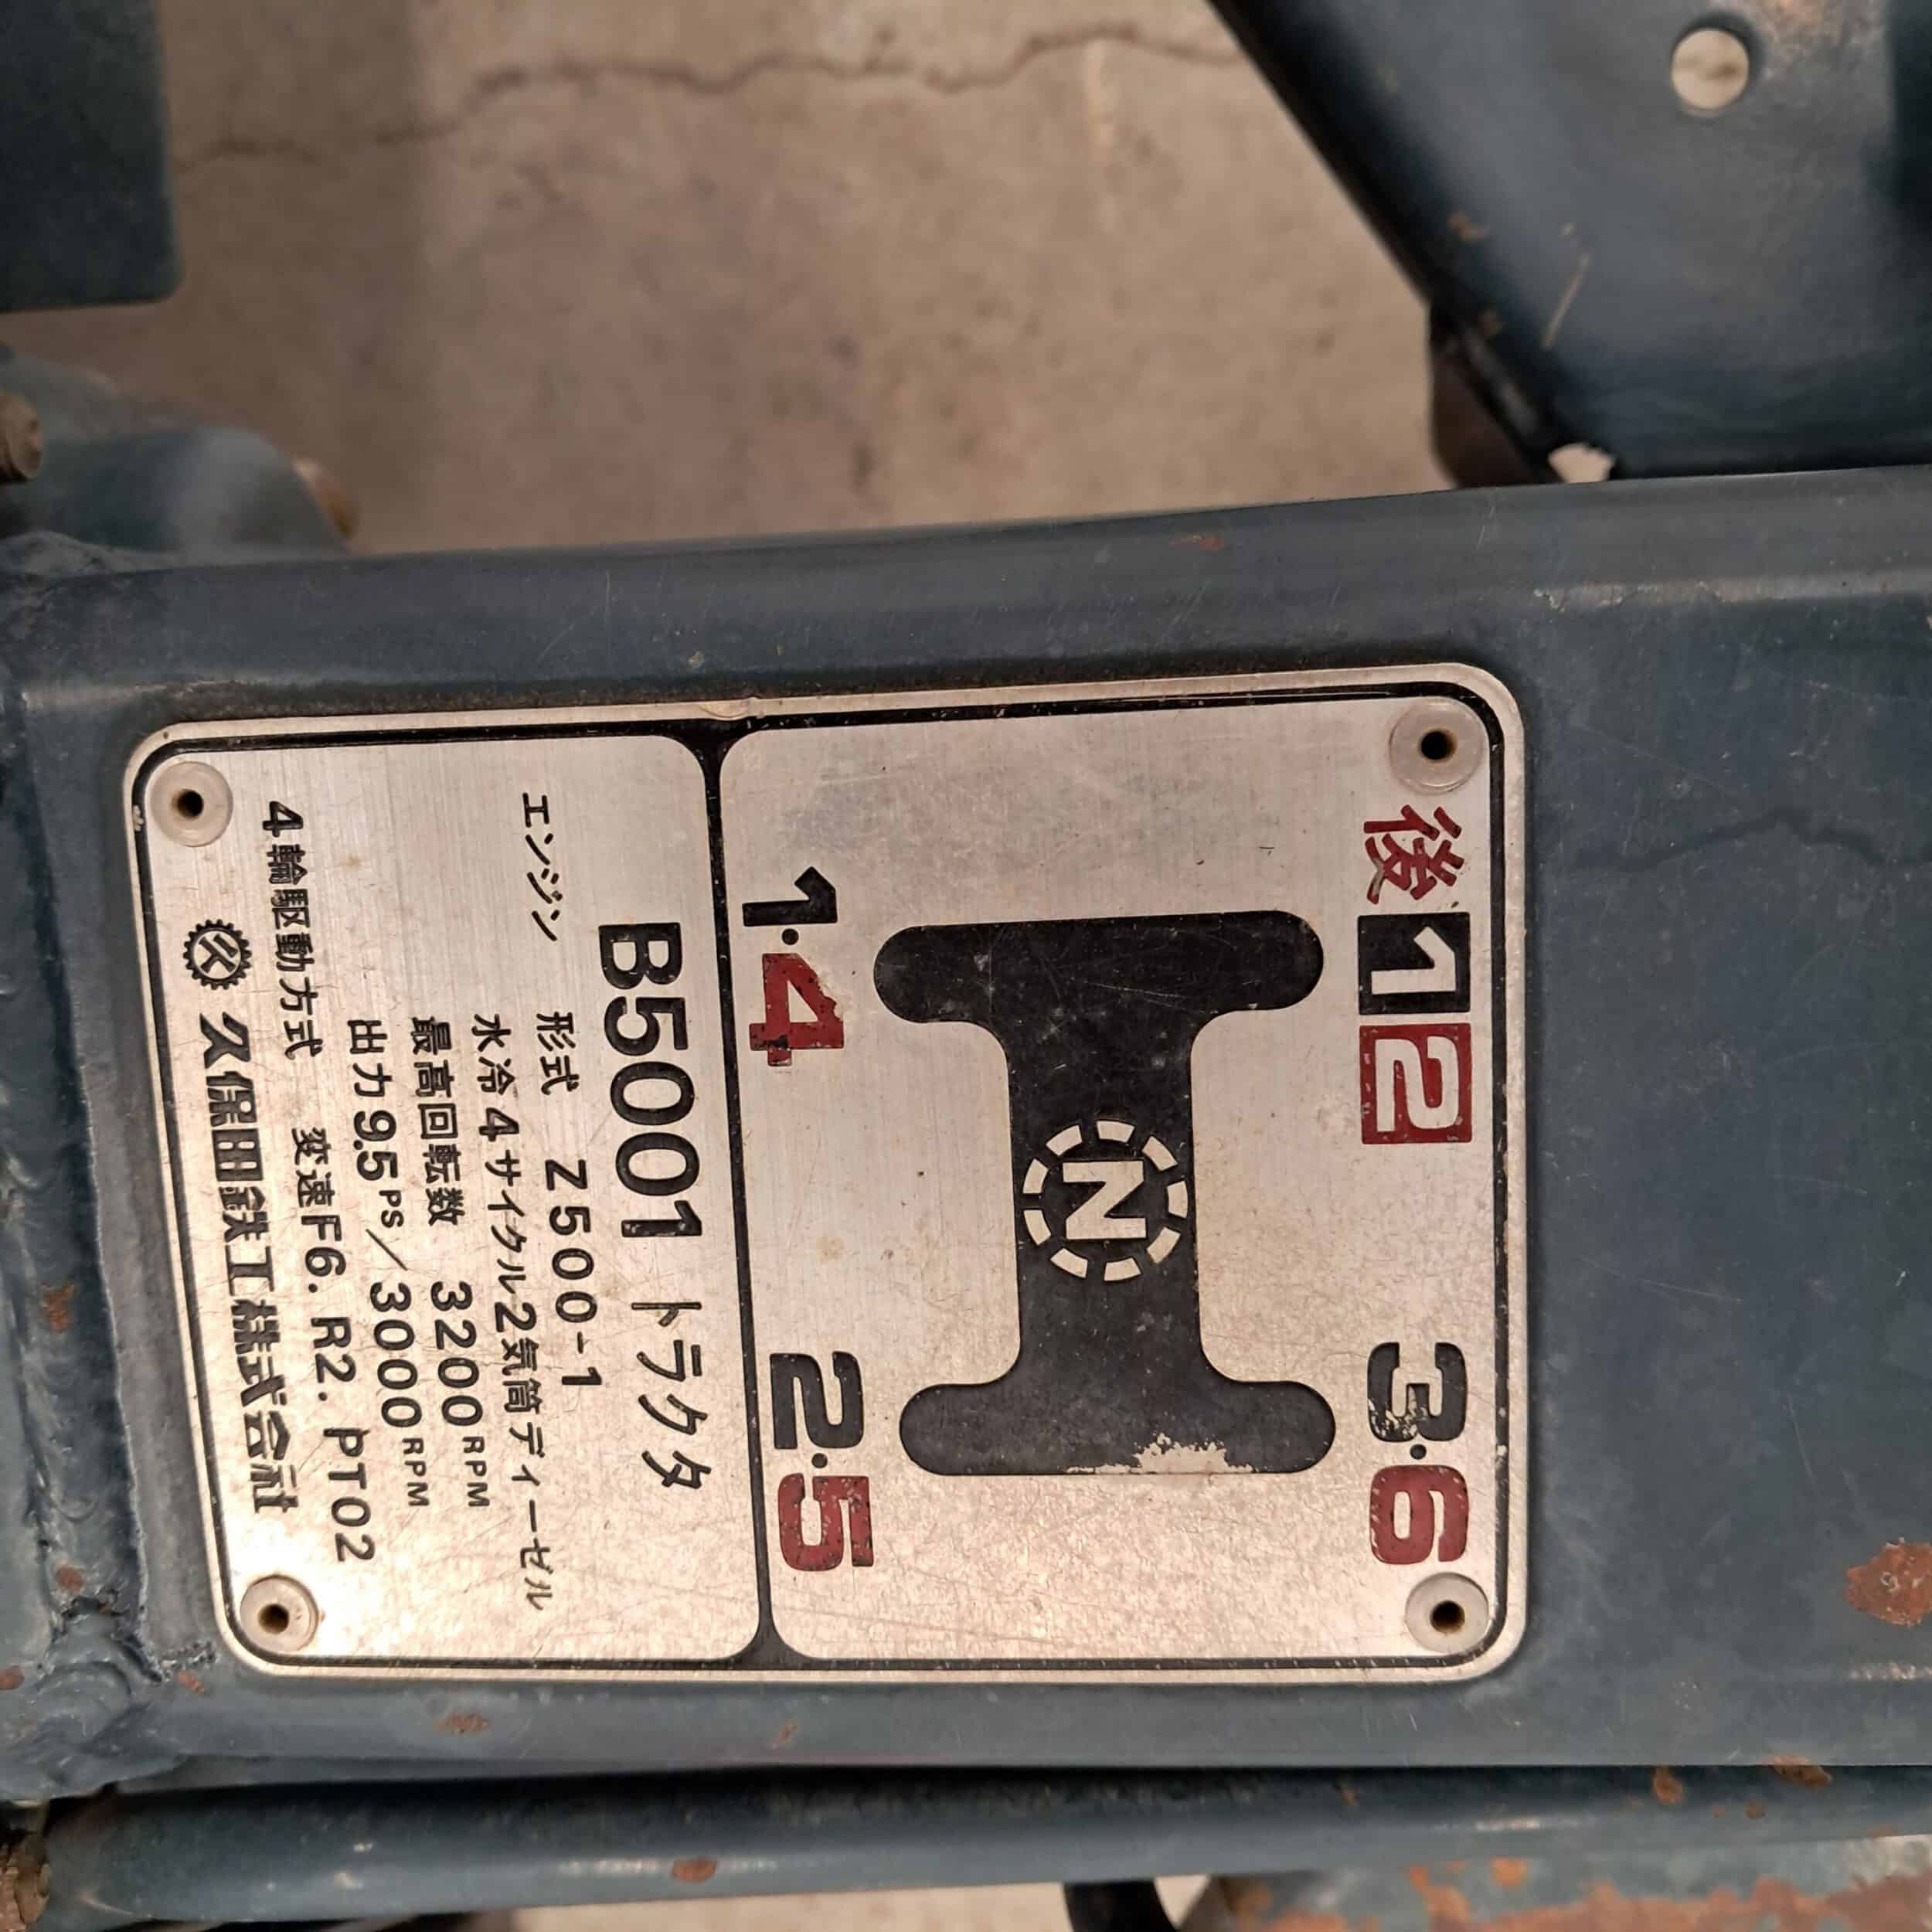 後 1 2 3·6
N
1·4 2·5
B5001 トラクタ
エンジン 形式 Z500-1
水冷4サイクル2気筒ディーゼル
最高回転数 3200RPM
出力9.5PS/3000RPM
4輪駆動方式 変速F6. R2. PTO2
久保田鉄工株式会社